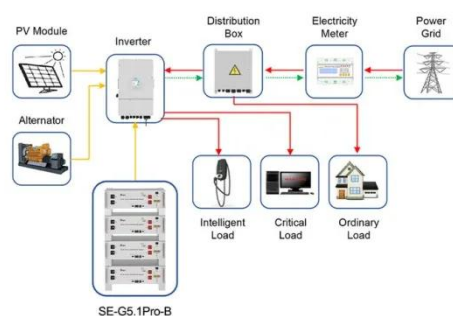 PV Module
Inverter
Distribution
Box
Electricity
Meter
Power
Grid
Alternator
Intelligent
Load
Critical
Load
Ordinary
Load
SE-G5.1Pro-B